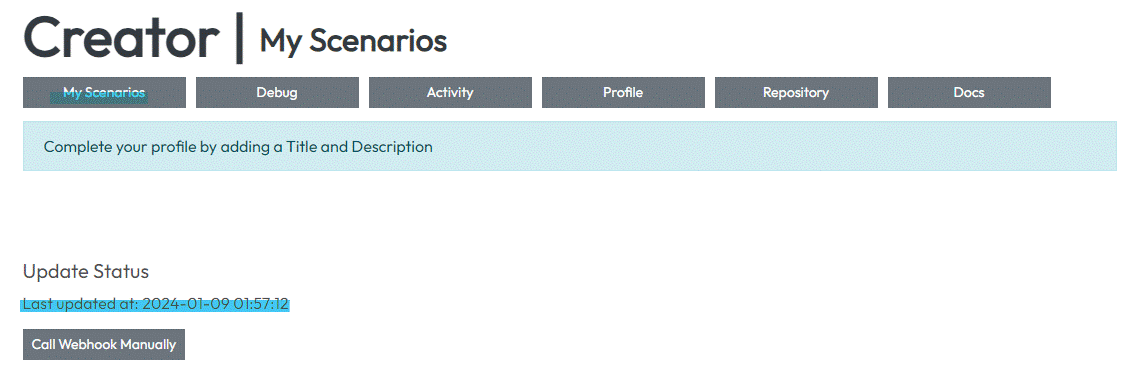 Creator | My Scenarios
My Scenarios Debug Activity Profile Repository Docs
Complete your profile by adding a Title and Description
Update Status
Last updated at: 2024-01-09 01:57:12
Call Webhook Manually